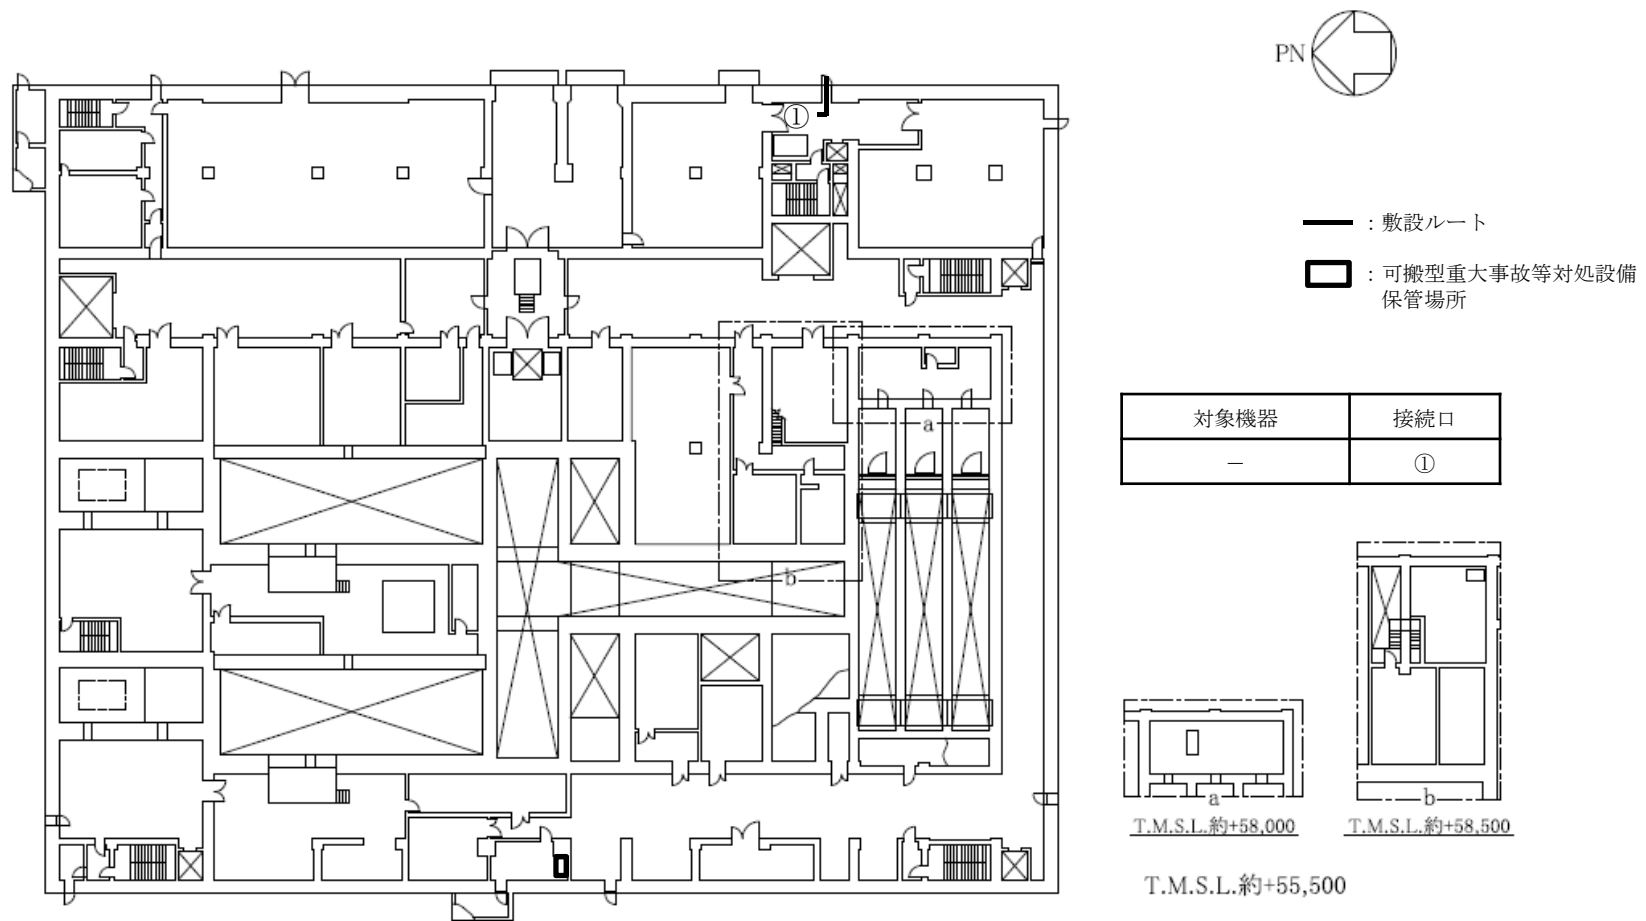 PN
①
：敷設ルート
：可搬型重大事故等対処設備
保管場所
対象機器 接続口
－ ①
a
b
a
T.M.S.L.約+58,000
b
T.M.S.L.約+58,500
T.M.S.L.約+55,500